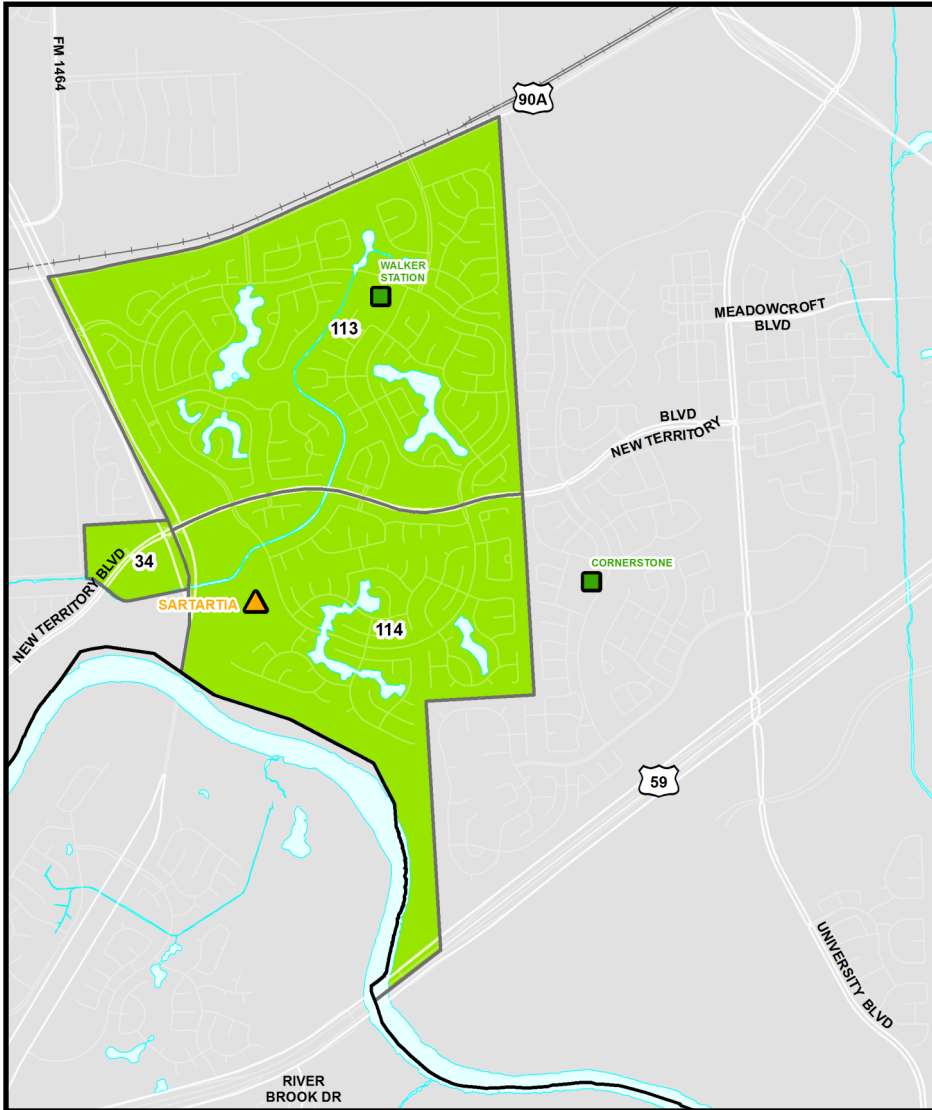 FM 1464
90A
WALKER
STATION
113
MEADOWCROFT
BLVD
BLVD
NEW TERRITORY
34
NEW TERRITORY BLVD
CORNERSTONE
SARTARTIA
114
59
UNIVERSITY BLVD
RIVER
BROOK DR